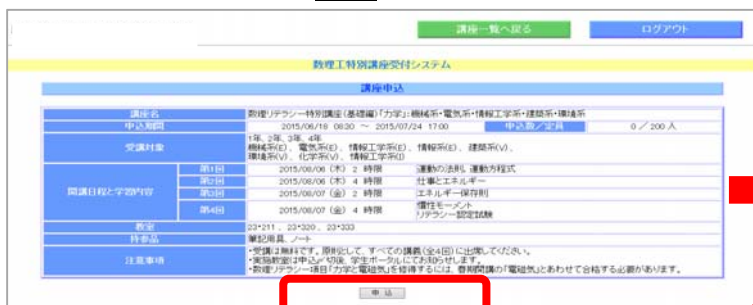 講座一覧へ戻る ログアウト
数理工特別講座受付システム
講座申込
講座名 数理リテラシー特別講座(基礎編)「力学」:機械系・電気系・情報工学系・建築系・環境系
申込期間 2015/06/16 0830 ～ 2015/07/24 1700 申込数/定員 0 / 200 人
受講対象 1年、2年、3年、4年
機械系(E)、電気系(E)、情報工学系(E)、情報系(E)、建築系(V)、
環境系(V)、化学系(V)、情報工学系(I)
開講日程と学習内容
第1回 2015/08/06 (木) 2 時限 運動の法則, 運動方程式
第2回 2015/08/06 (木) 4 時限 仕事とエネルギー
第3回 2015/08/07 (金) 2 時限 エネルギー保存則
第4回 2015/08/07 (金) 4 時限 慣性モーメント
リテラシー認定試験
教室 23-211 、23-320 、23-333
持参品 筆記用具、ノート
注意事項 ・受講は無料です。原則として、すべての講義(全4回)に出席してください。
・実施教室は申込〆切後、学生ポータルにてお知らせします。
・数理リテラシー項目「力学と電磁気」を修得するには、春期開講の「電磁気」とあわせて合格する必要があります。
申 込